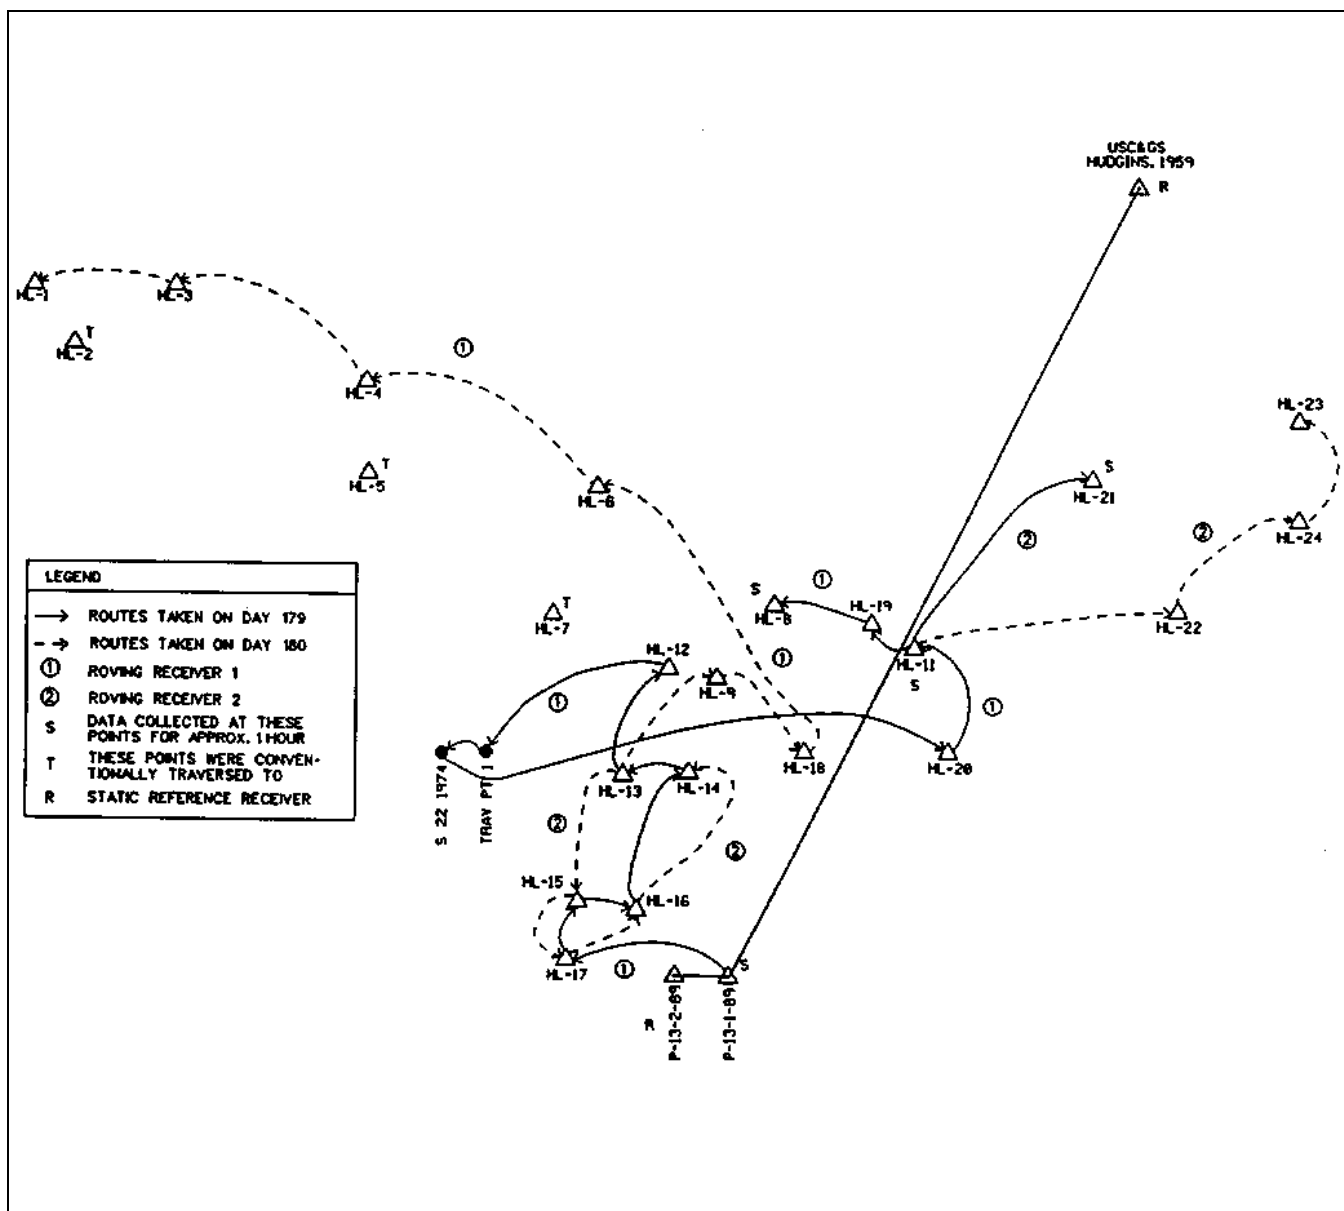 USC&GS
HUDGINS. 1959
R
HL-1
HL-3
T
HL-2
1
HL-4
HL-23
T
HL-5
HL-6
S
HL-21
2
2
HL-24
LEGEND
ROUTES TAKEN ON DAY 179
ROUTES TAKEN ON DAY 180
1 ROVING RECEIVER 1
2 ROVING RECEIVER 2
S DATA COLLECTED AT THESE
POINTS FOR APPROX. 1 HOUR
T THESE POINTS WERE CONVEN-
TIONALLY TRAVERSED TO
R STATIC REFERENCE RECEIVER
1
S
HL-8
HL-19
T
HL-7
HL-22
HL-12
1
HL-11
S
HL-9
1
1
S 22 1974
TRAV PT 1
HL-13
HL-14
HL-18
HL-20
2
2
HL-15
HL-16
HL-17
1
S
R
P-13-2-89
P-13-1-89